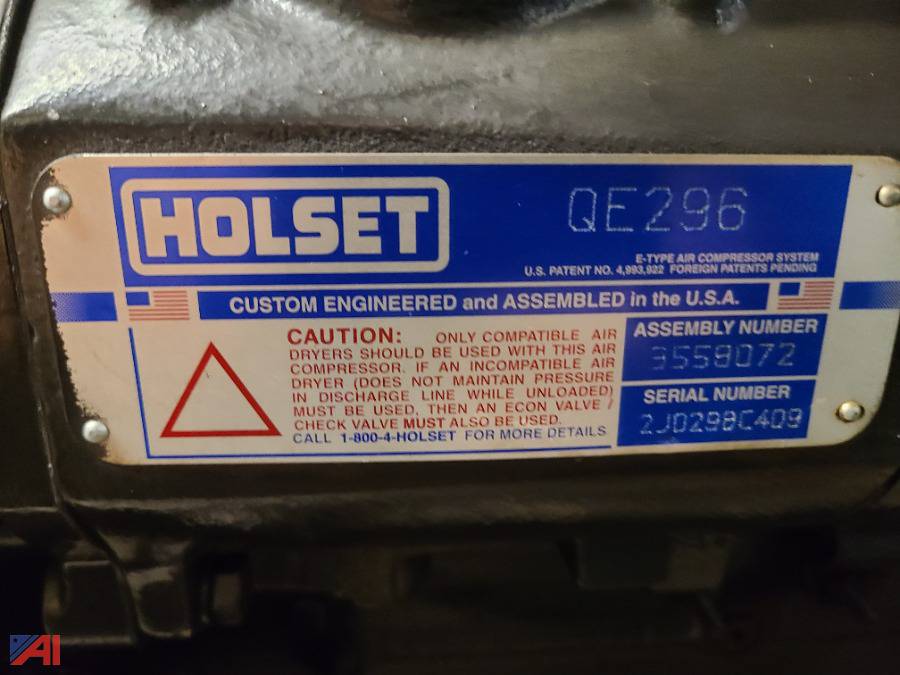 HOLSET
QE296
E-TYPE AIR COMPRESSOR SYSTEM
U.S. PATENT NO. 4,993,922 FOREIGN PATENTS PENDING
CUSTOM ENGINEERED and ASSEMBLED in the U.S.A.
CAUTION: ONLY COMPATIBLE AIR
DRYERS SHOULD BE USED WITH THIS AIR
COMPRESSOR. IF AN INCOMPATIBLE AIR
DRYER (DOES NOT MAINTAIN PRESSURE
IN DISCHARGE LINE WHILE UNLOADED)
MUST BE USED, THEN AN ECON VALVE /
CHECK VALVE MUST ALSO BE USED.
CALL 1-800-4-HOLSET FOR MORE DETAILS
ASSEMBLY NUMBER
3558072
SERIAL NUMBER
2J0298C409
AI